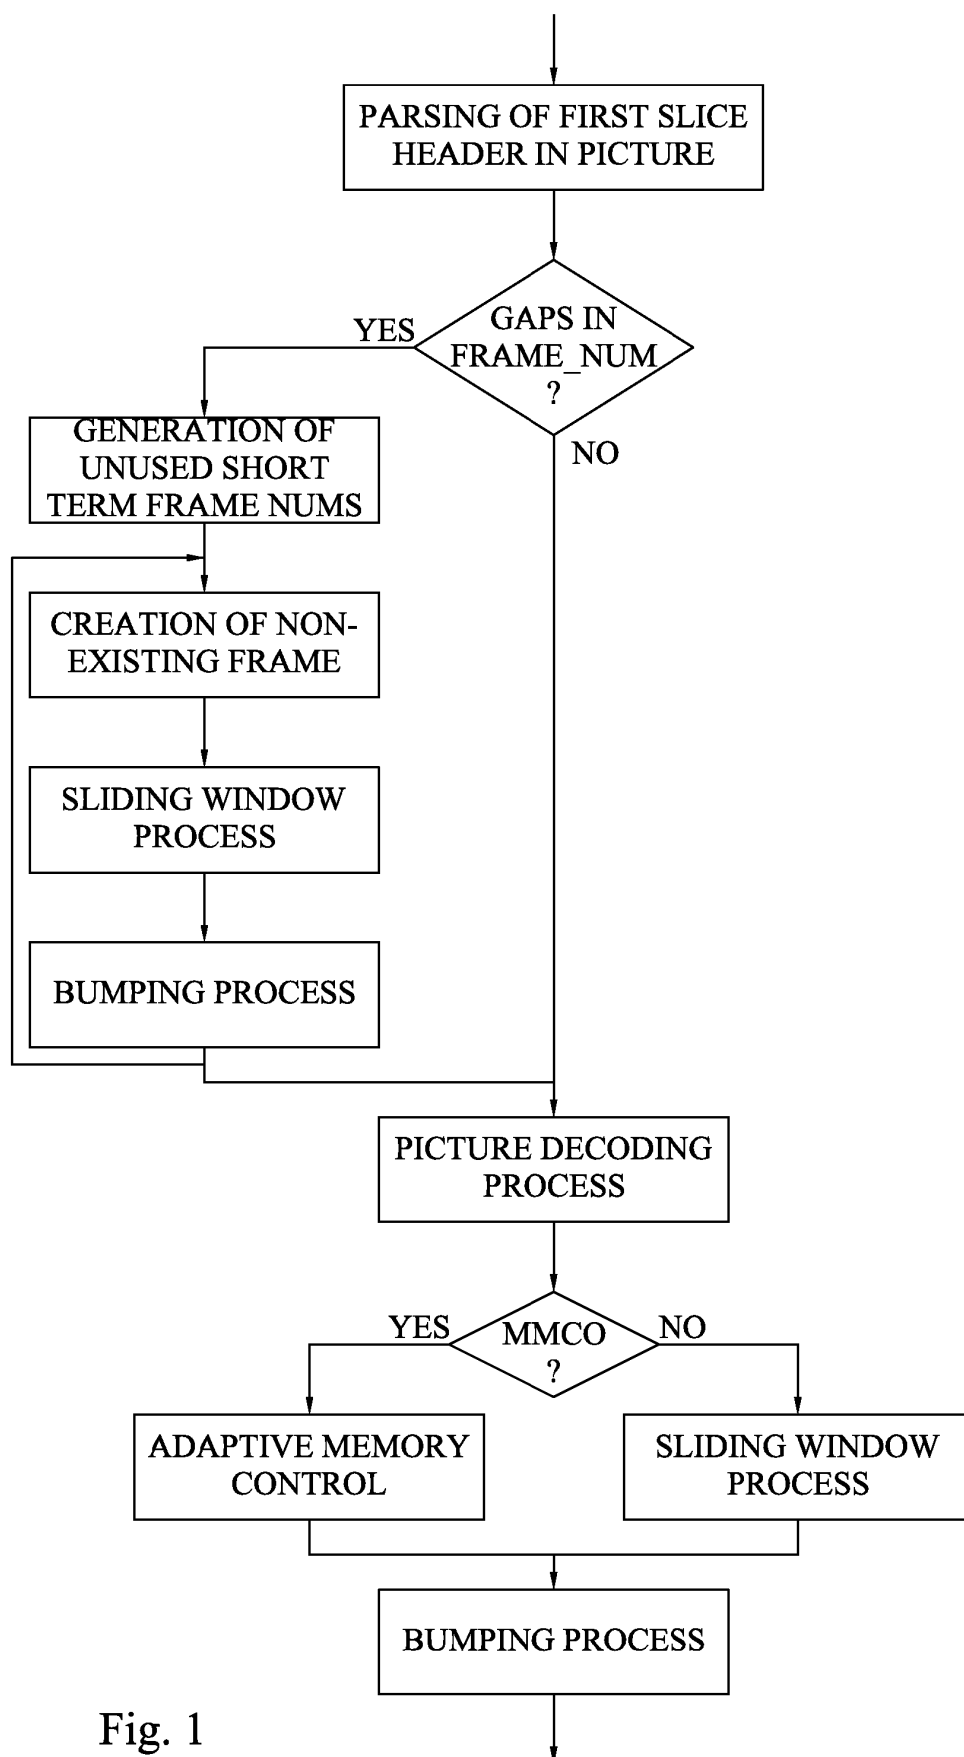 PARSING OF FIRST SLICE
HEADER IN PICTURE
GAPS IN
FRAME_NUM
?
YES
NO
GENERATION OF
UNUSED SHORT
TERM FRAME NUMS
CREATION OF NON-
EXISTING FRAME
SLIDING WINDOW
PROCESS
BUMPING PROCESS
PICTURE DECODING
PROCESS
YES
MMCO
?
NO
ADAPTIVE MEMORY
CONTROL
SLIDING WINDOW
PROCESS
BUMPING PROCESS
Fig. 1